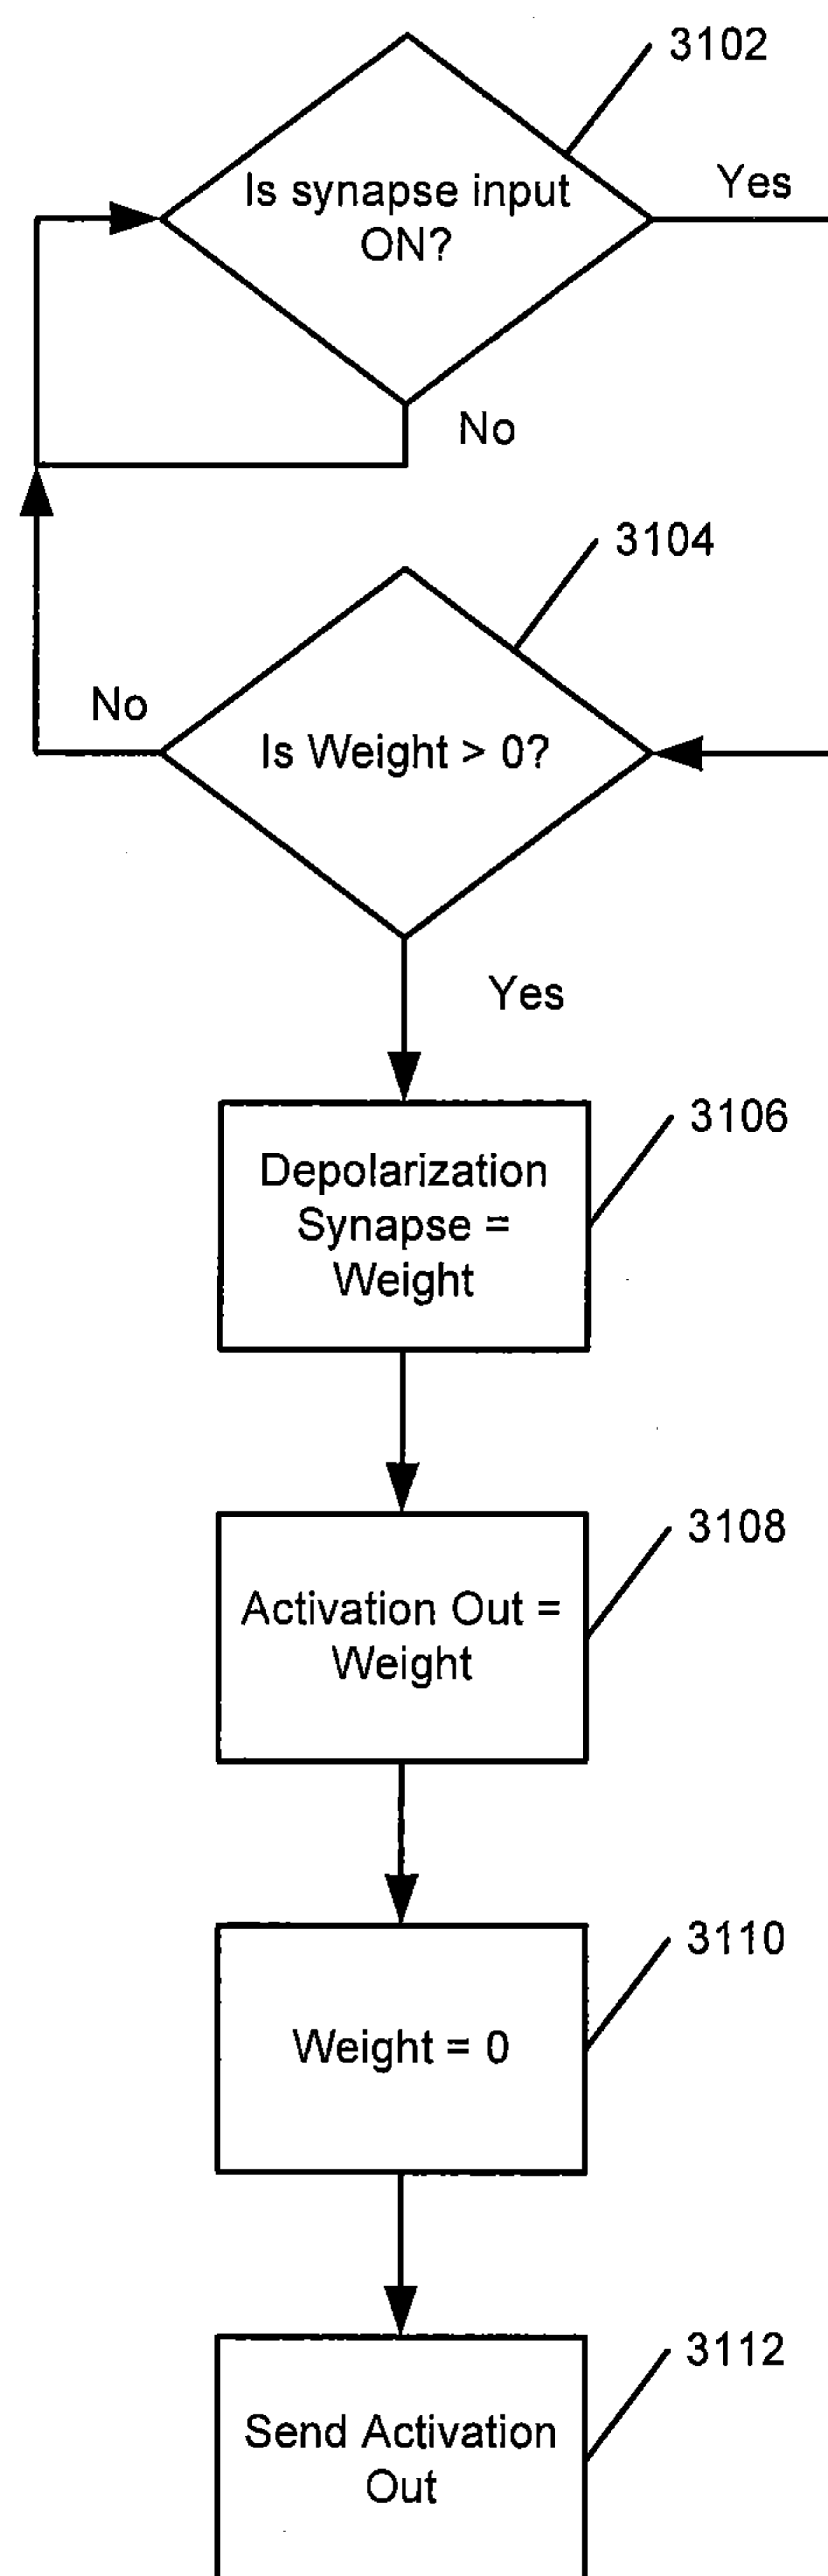 3102
Yes
Is synapse input
ON?
No
3104
No
Is Weight > 0?
Yes
3106
Depolarization
Synapse =
Weight
3108
Activation Out =
Weight
3110
Weight = 0
3112
Send Activation
Out